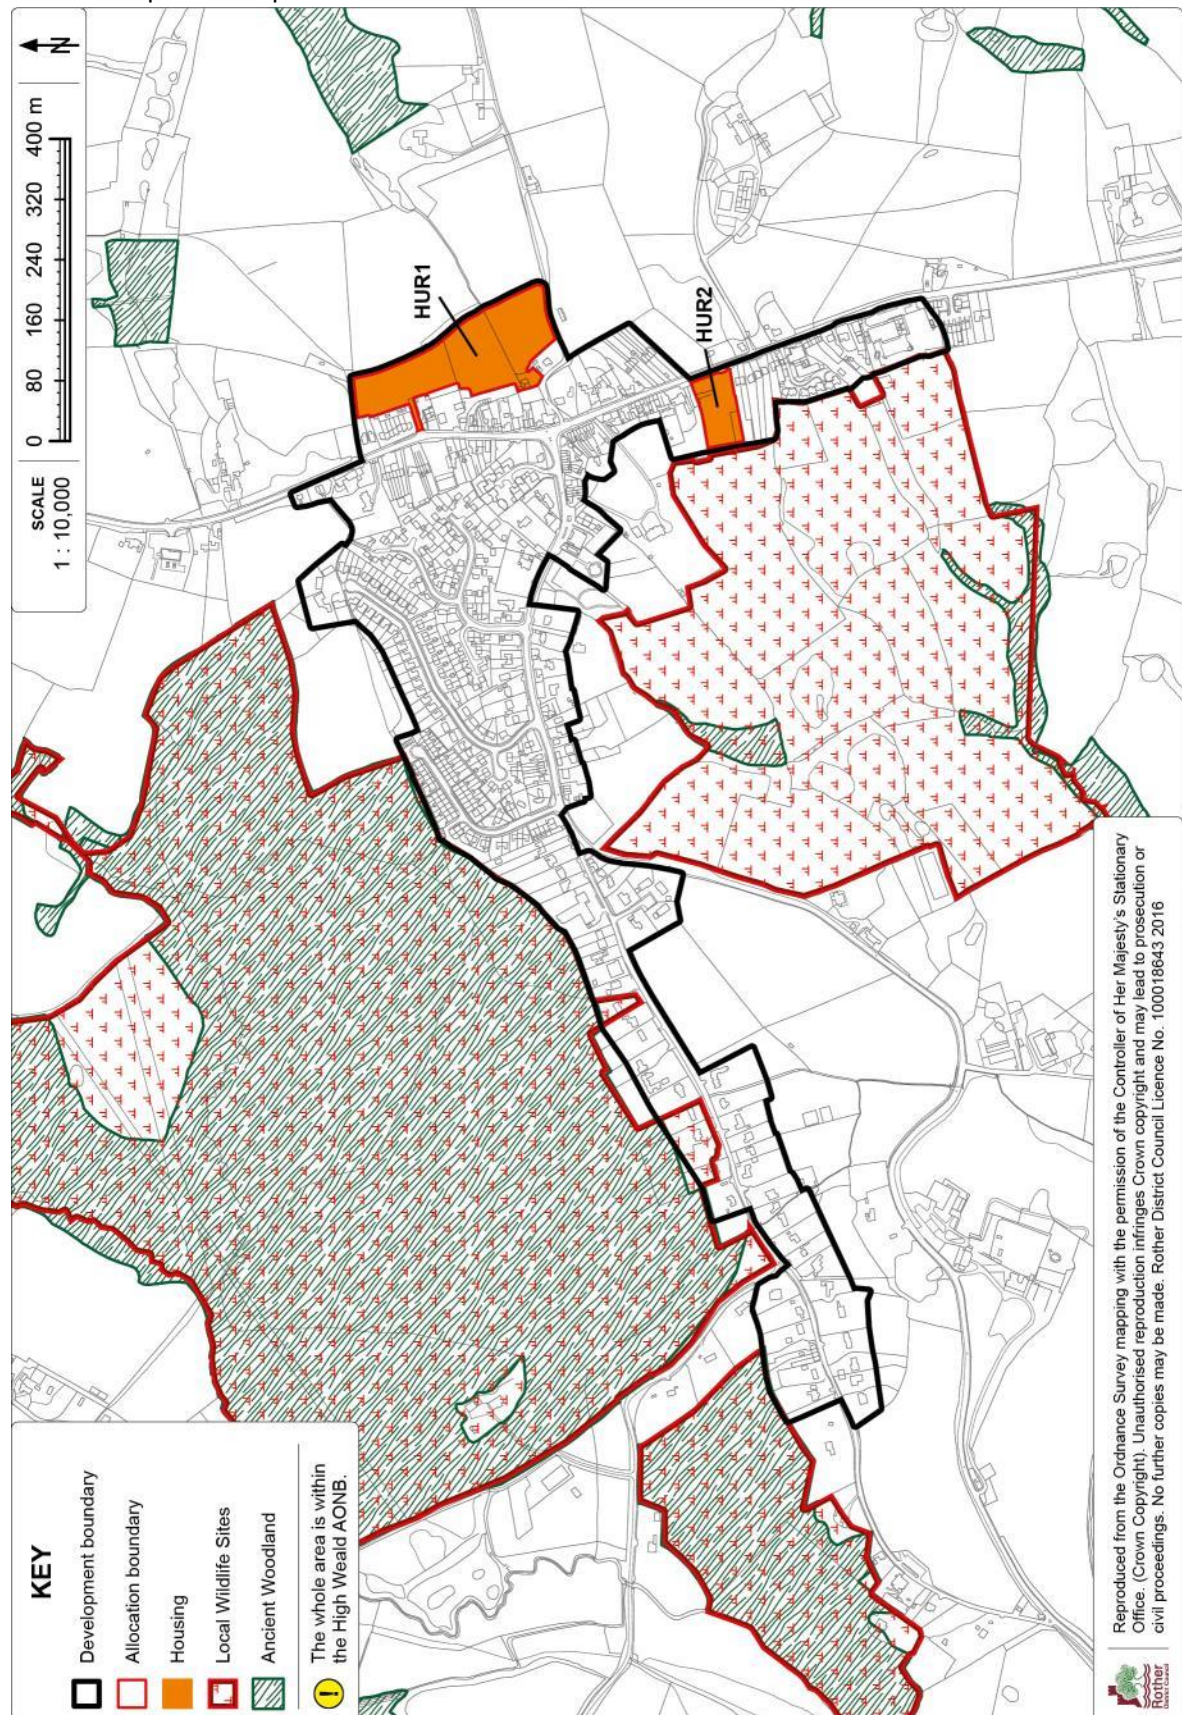 KEY
Development boundary
Allocation boundary
Housing
Local Wildlife Sites
Ancient Woodland
! The whole area is within
the High Weald AONB.
SCALE
1 : 10,000
0 80 160 240 320 400 m
N
HUR1
HUR2
Rother
District Council
Reproduced from the Ordnance Survey mapping with the permission of the Controller of Her Majesty's Stationary
Office. (Crown Copyright). Unauthorised reproduction infringes Crown copyright and may lead to prosecution or
civil proceedings. No further copies may be made. Rother District Council Licence No. 100018643 2016